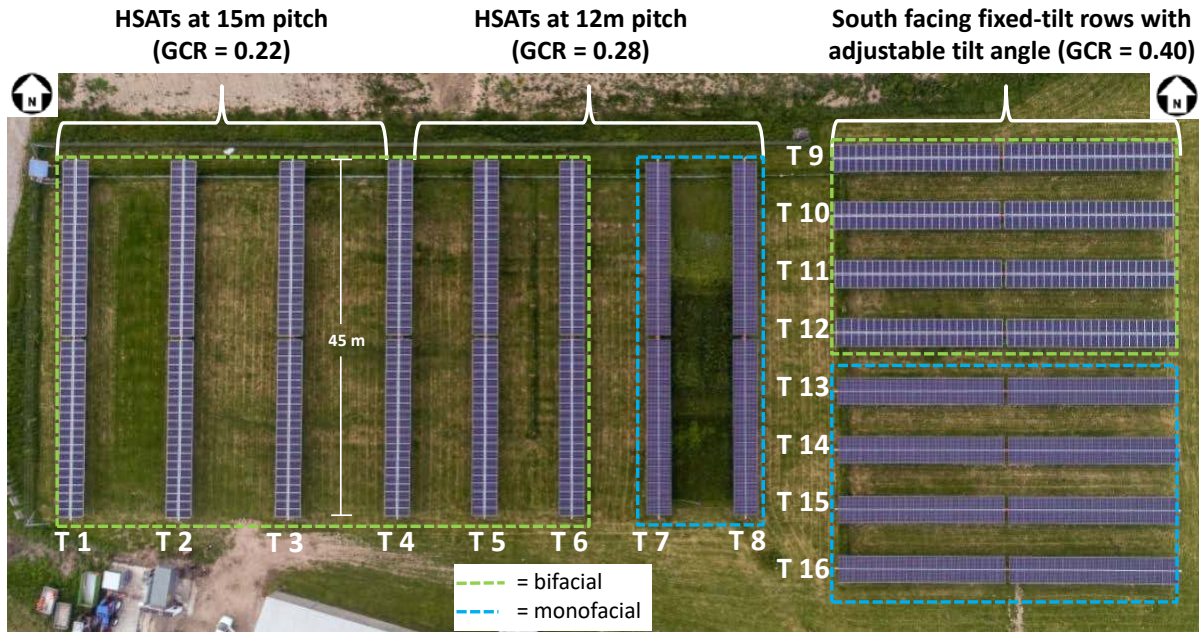 HSATs at 15m pitch
(GCR = 0.22)
HSATs at 12m pitch
(GCR = 0.28)
South facing fixed-tilt rows with
adjustable tilt angle (GCR = 0.40)
N
N
T 9
T 10
T 11
T 12
T 13
T 14
T 15
T 16
45 m
T 1
T 2
T 3
T 4
T 5
T 6
T 7
T 8
= bifacial
= monofacial